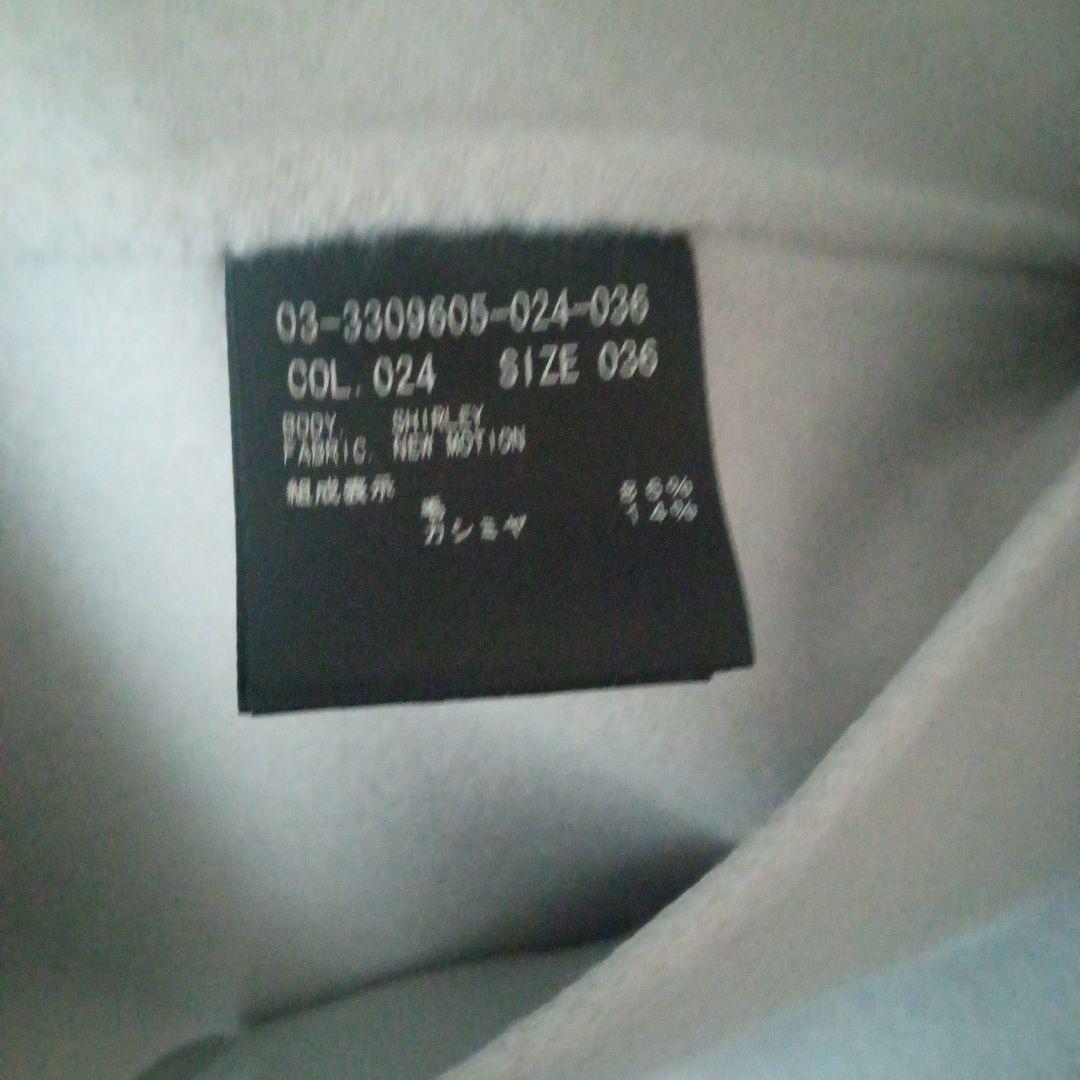 03-3309605-024-036
COL. 024 SIZE 036
BODY. SHIRLEY
FABRIC. NEW MOTION
組成表示
毛 86%
カシミヤ 14%